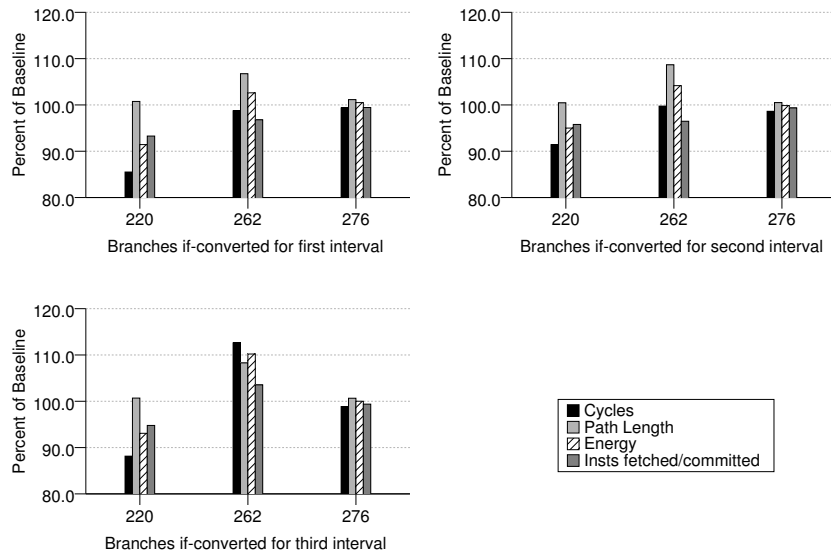 120.0
110.0
100.0
90.0
80.0
Percent of Baseline
220 262 276
Branches if-converted for first interval
120.0
110.0
100.0
90.0
80.0
Percent of Baseline
220 262 276
Branches if-converted for second interval
120.0
110.0
100.0
90.0
80.0
Percent of Baseline
220 262 276
Branches if-converted for third interval
Cycles
Path Length
Energy
Insts fetched/committed